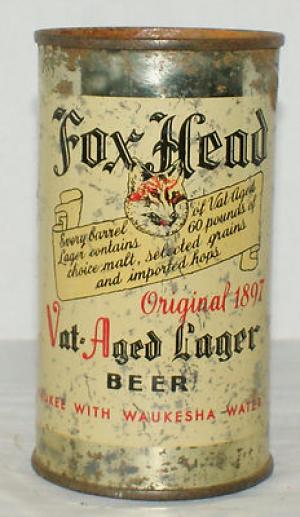 Fox Head
Every barrel of Vat-Aged
Lager contains 60 pounds of
choice malt, selected grains
and imported hops
Original 1897
Vat-Aged Lager
BEER
UKEE WITH WAUKESHA WATER